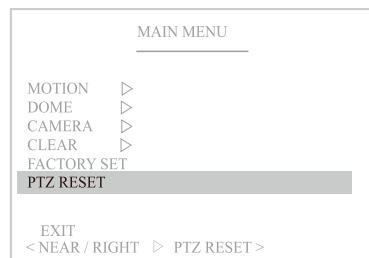 MAIN MENU
MOTION ▷
DOME ▷
CAMERA ▷
CLEAR ▷
FACTORY SET
PTZ RESET
EXIT
< NEAR / RIGHT ▷ PTZ RESET >